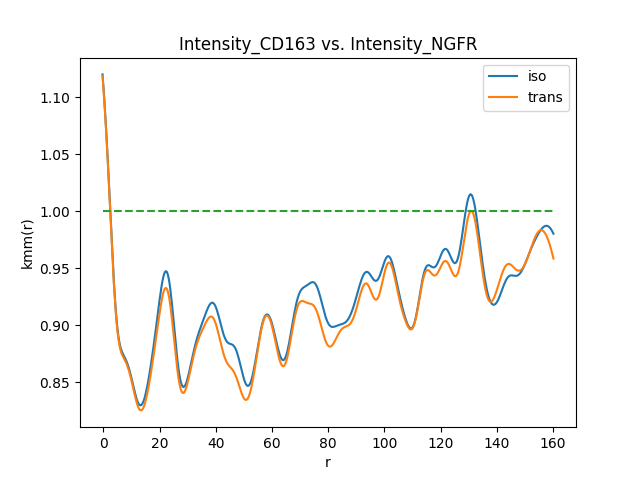 Intensity_CD163 vs. Intensity_NGFR
iso
trans
1.10
1.05
1.00
0.95
0.90
0.85
kmm(r)
0 20 40 60 80 100 120 140 160
r